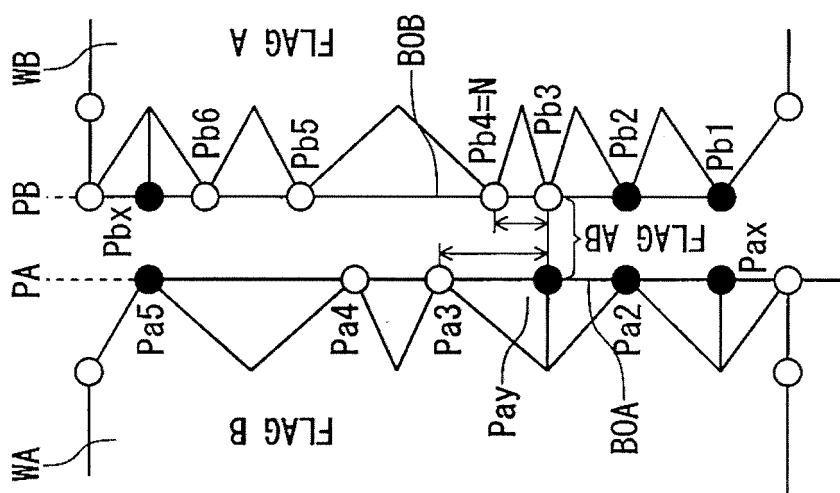 WB
FLAG A
BOB
Pb6
Pb5
Pb4=N
Pb3
Pb2
Pb1
PB
Pbx
FLAG AB
Pax
PA
Pa5
Pa4
Pa3
Pay
Pa2
BOA
FLAG B
WA